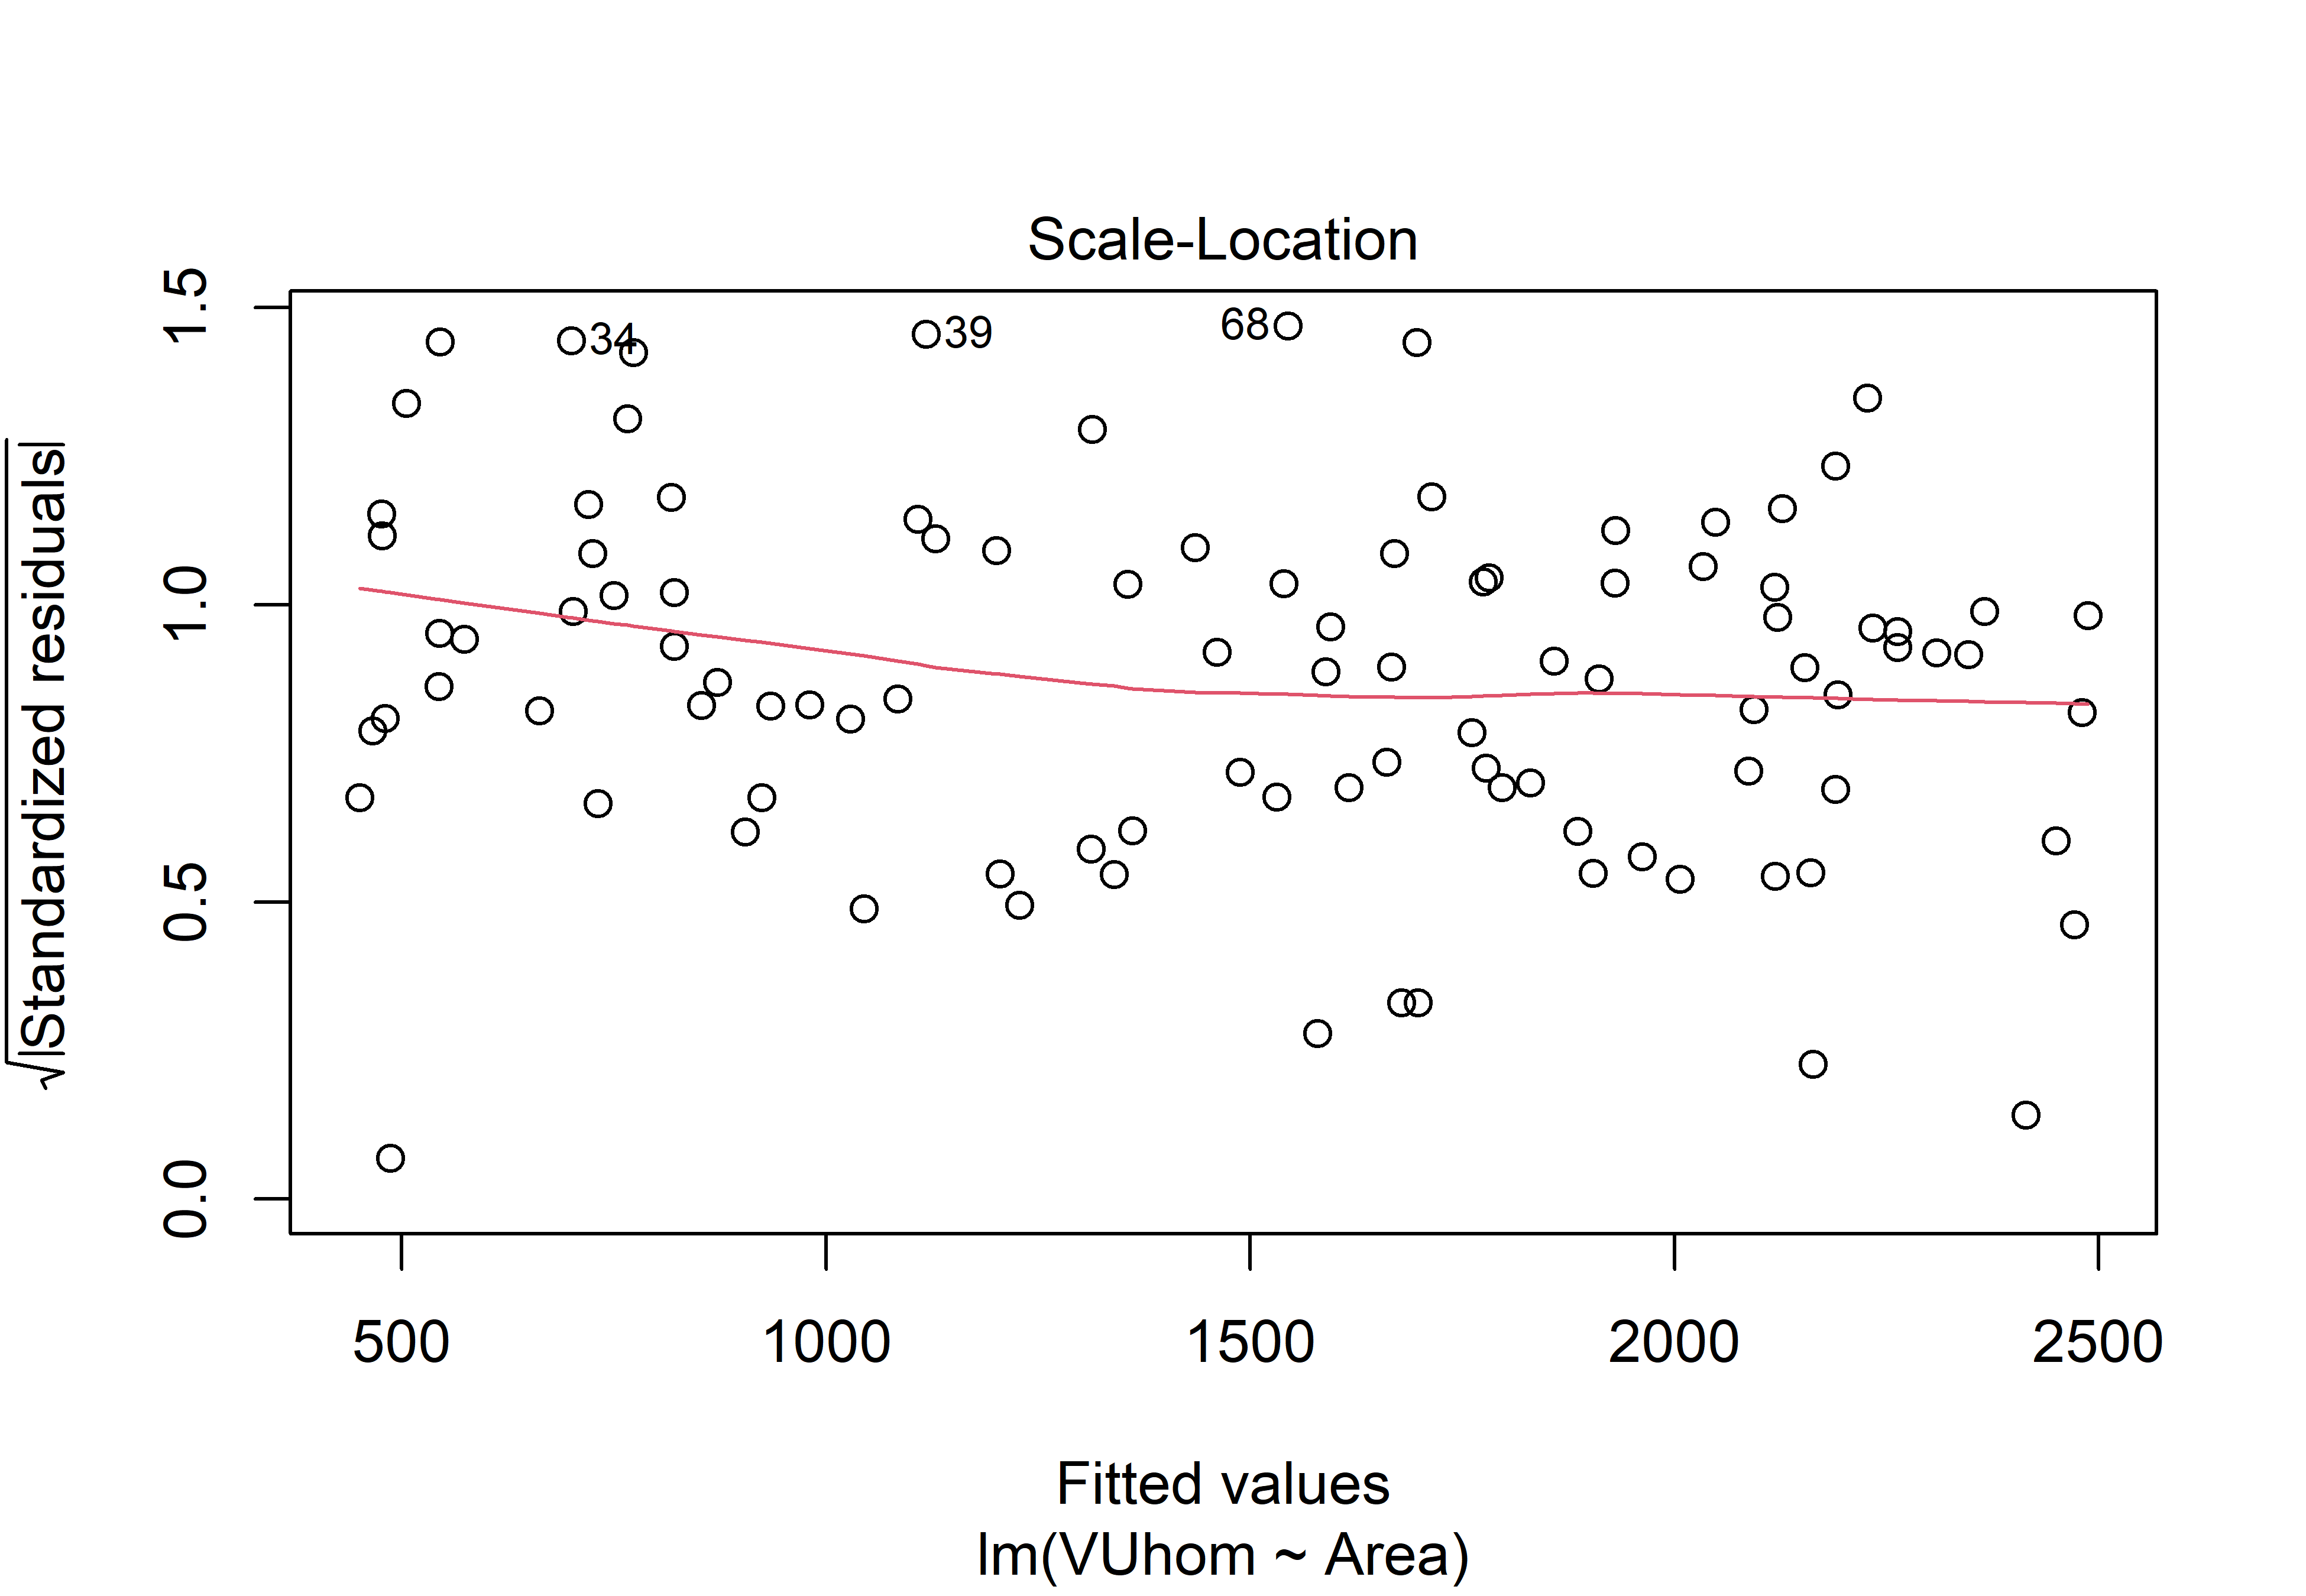 Scale-Location
√|Standardized residuals|
1.5
1.0
0.5
0.0
34
39
68
500 1000 1500 2000 2500
Fitted values
lm(VUhom ~ Area)